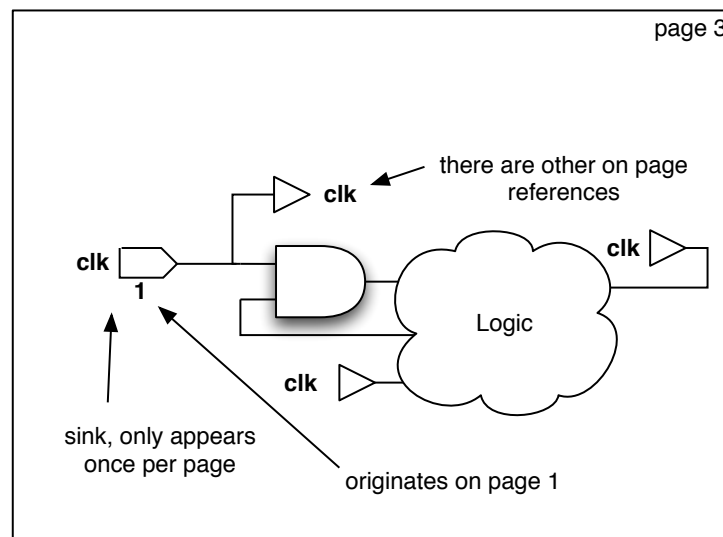 page 3
there are other on page
references
clk
clk
clk
1
Logic
clk
sink, only appears
once per page
originates on page 1